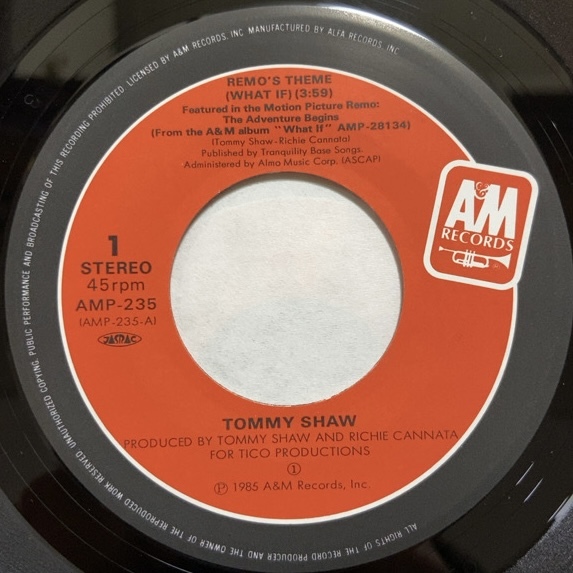 REMO'S THEME
(WHAT IF) (3:59)
Featured in the Motion Picture Remo:
The Adventure Begins
(From the A&M album "What If" AMP-28134)
(Tommy Shaw-Richie Cannata)
Published by Tranquility Base Songs.
Administered by Almo Music Corp. (ASCAP)
A&M
RECORDS
®
1
STEREO
45rpm
AMP-235
(AMP-235-A)
JASRAC
TOMMY SHAW
PRODUCED BY TOMMY SHAW AND RICHIE CANNATA
FOR TICO PRODUCTIONS
①
℗ 1985 A&M Records, Inc.
ALL RIGHTS OF THE RECORD PRODUCER AND THE OWNER OF THE REPRODUCED WORK RESERVED UNAUTHORIZED COPYING. PUBLIC PERFORMANCE AND BROADCASTING OF THIS RECORDING PROHIBITED LICENSED BY A&M RECORDS, INC MANUFACTURED BY ALFA RECORDS, INC